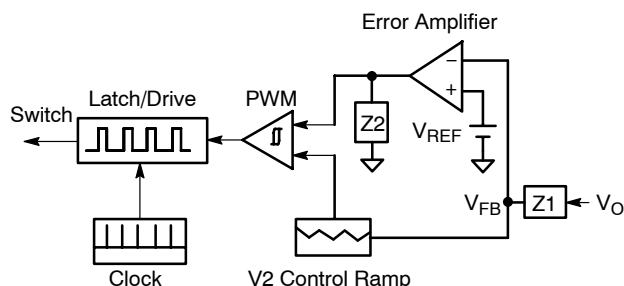 Error Amplifier
Latch/Drive
PWM
Switch
−
+
Z2
VREF
VFB
Z1
VO
Clock
V2 Control Ramp